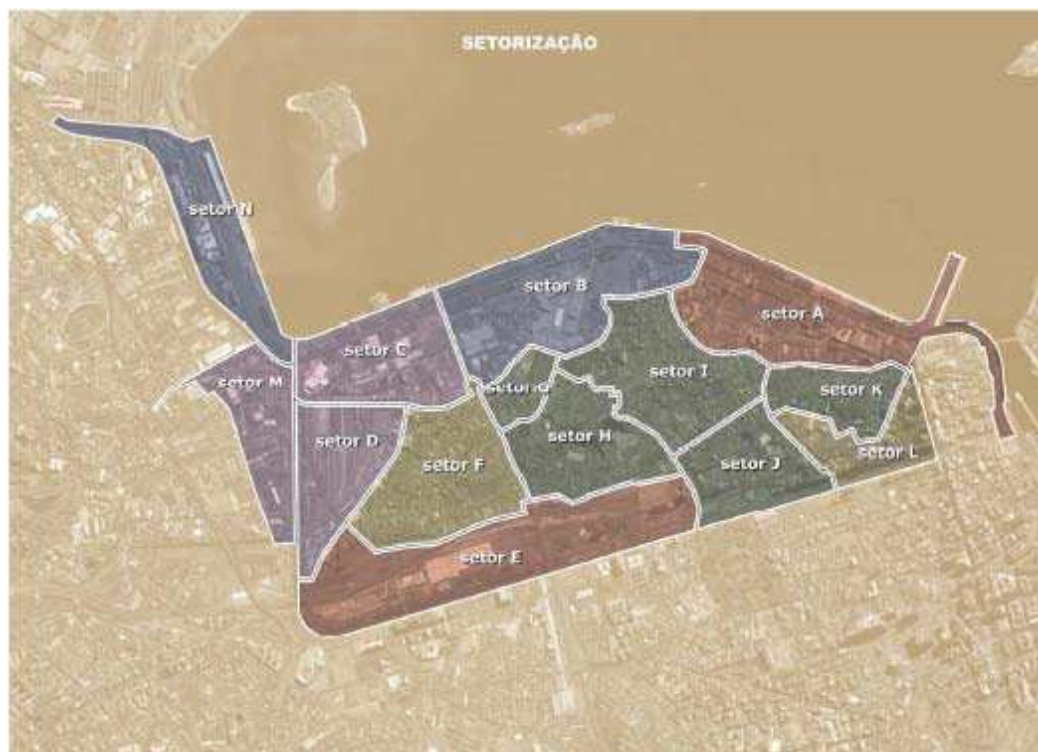 SETORIZAÇÃO
setor N
setor B
setor A
setor C
setor M
setor I
setor K
setor H
setor D
setor F
setor J
setor L
setor E